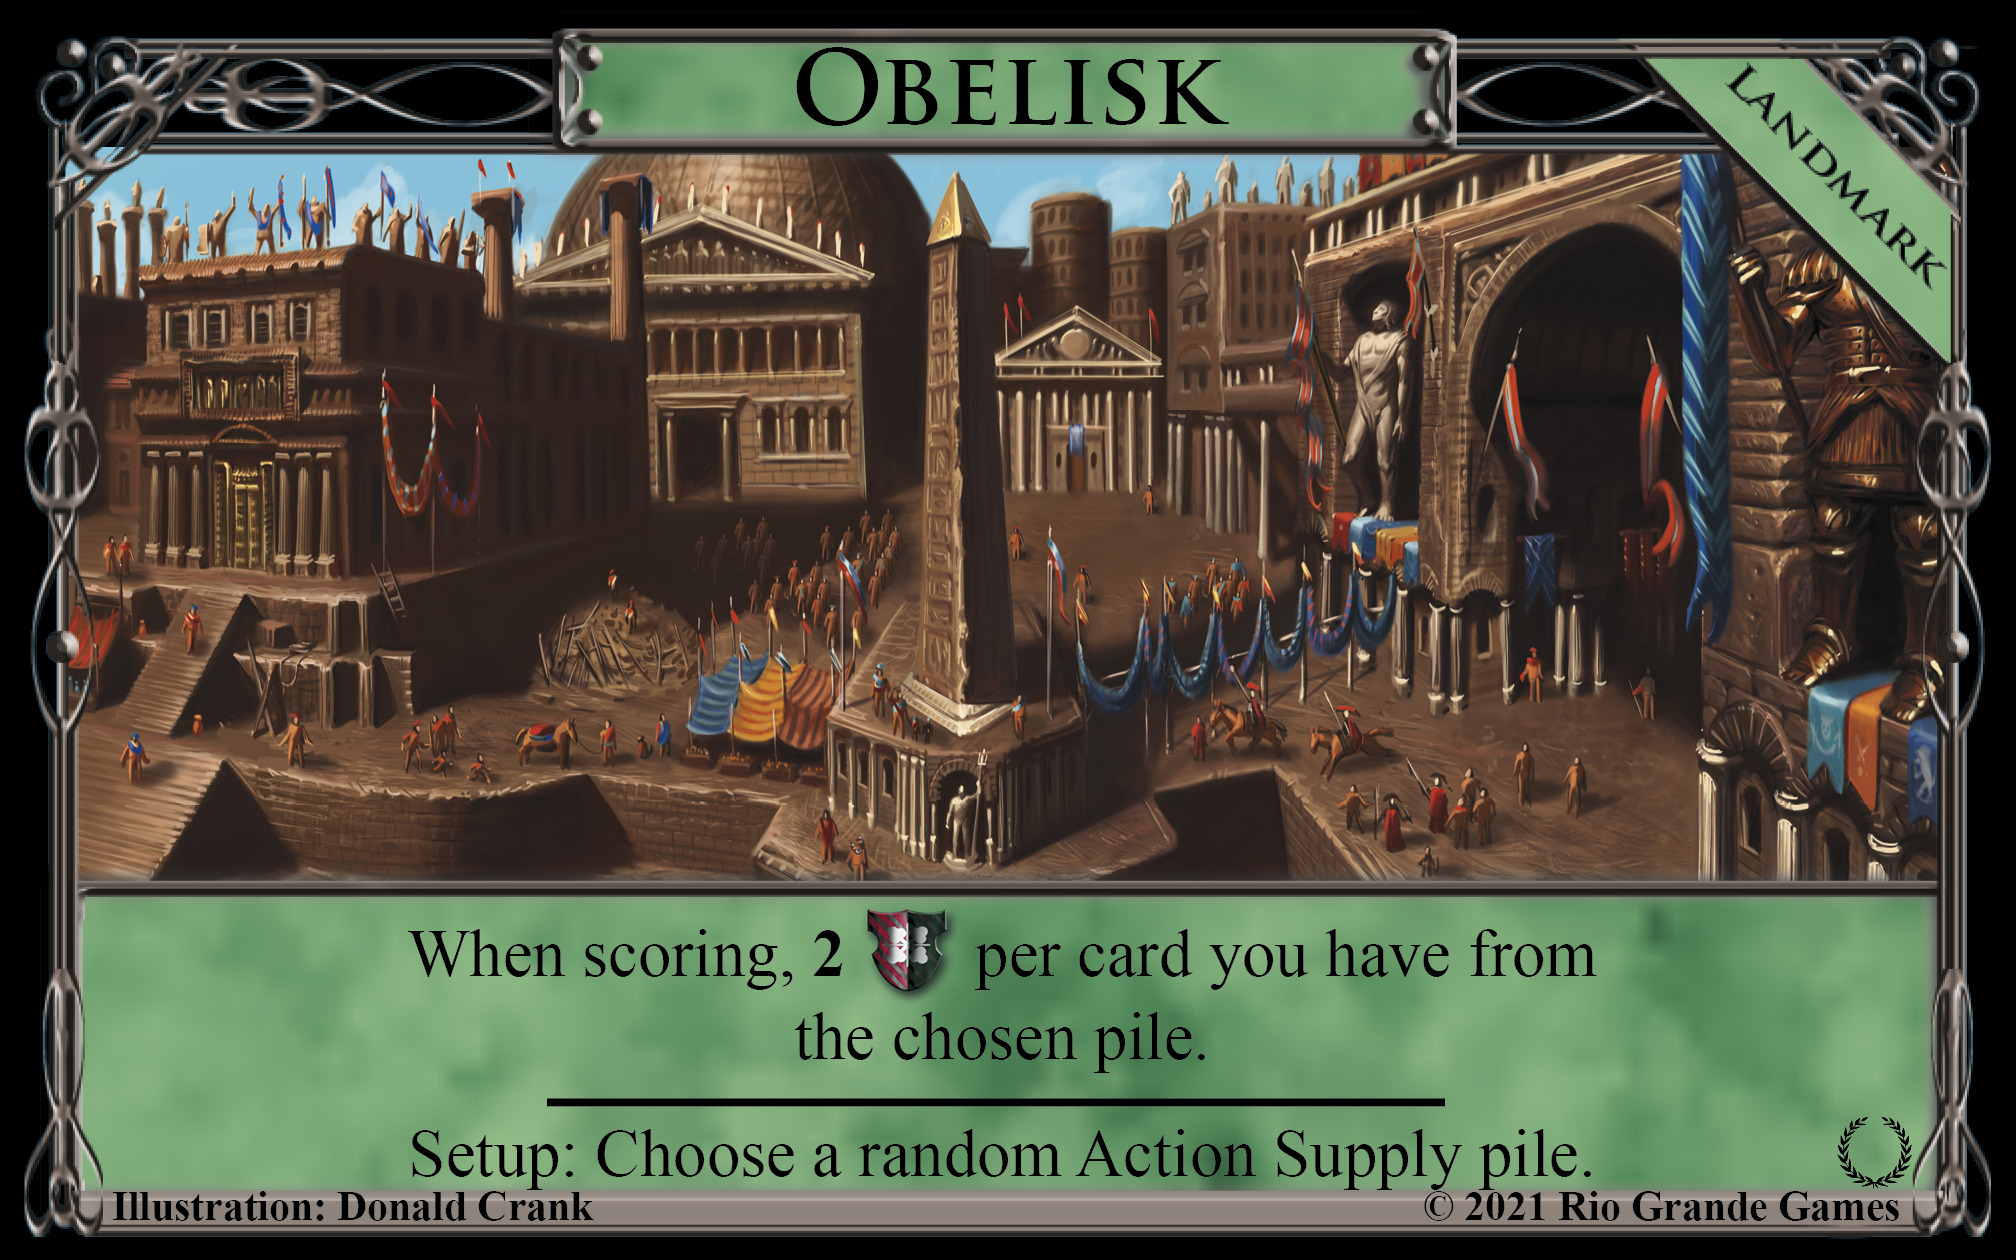 OBELISK
LANDMARK
When scoring, 2 per card you have from
the chosen pile.
Setup: Choose a random Action Supply pile.
Illustration: Donald Crank
© 2021 Rio Grande Games